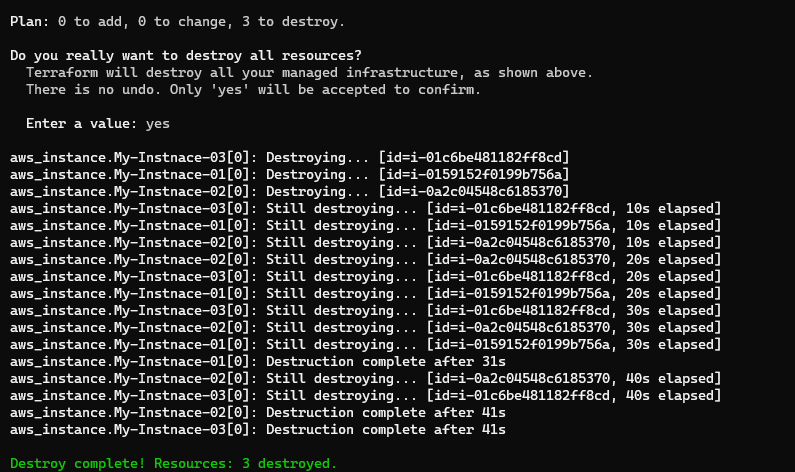 Plan: 0 to add, 0 to change, 3 to destroy.
Do you really want to destroy all resources?
Terraform will destroy all your managed infrastructure, as shown above.
There is no undo. Only 'yes' will be accepted to confirm.
Enter a value: yes
aws_instance.My-Instnace-03[0]: Destroying... [id=i-01c6be481182ff8cd]
aws_instance.My-Instnace-01[0]: Destroying... [id=i-0159152f0199b756a]
aws_instance.My-Instnace-02[0]: Destroying... [id=i-0a2c04548c6185370]
aws_instance.My-Instnace-03[0]: Still destroying... [id=i-01c6be481182ff8cd, 10s elapsed]
aws_instance.My-Instnace-01[0]: Still destroying... [id=i-0159152f0199b756a, 10s elapsed]
aws_instance.My-Instnace-02[0]: Still destroying... [id=i-0a2c04548c6185370, 10s elapsed]
aws_instance.My-Instnace-02[0]: Still destroying... [id=i-0a2c04548c6185370, 20s elapsed]
aws_instance.My-Instnace-03[0]: Still destroying... [id=i-01c6be481182ff8cd, 20s elapsed]
aws_instance.My-Instnace-01[0]: Still destroying... [id=i-0159152f0199b756a, 20s elapsed]
aws_instance.My-Instnace-03[0]: Still destroying... [id=i-01c6be481182ff8cd, 30s elapsed]
aws_instance.My-Instnace-02[0]: Still destroying... [id=i-0a2c04548c6185370, 30s elapsed]
aws_instance.My-Instnace-01[0]: Still destroying... [id=i-0159152f0199b756a, 30s elapsed]
aws_instance.My-Instnace-01[0]: Destruction complete after 31s
aws_instance.My-Instnace-02[0]: Still destroying... [id=i-0a2c04548c6185370, 40s elapsed]
aws_instance.My-Instnace-03[0]: Still destroying... [id=i-01c6be481182ff8cd, 40s elapsed]
aws_instance.My-Instnace-02[0]: Destruction complete after 41s
aws_instance.My-Instnace-03[0]: Destruction complete after 41s
Destroy complete! Resources: 3 destroyed.